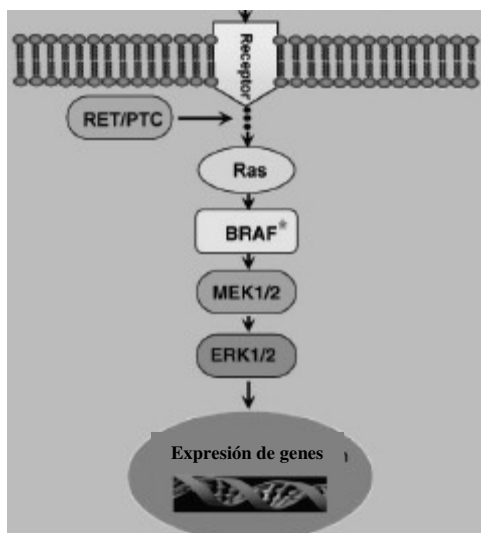 Receptor
RET/PTC
Ras
BRAF*
MEK1/2
ERK1/2
Expresión de genes